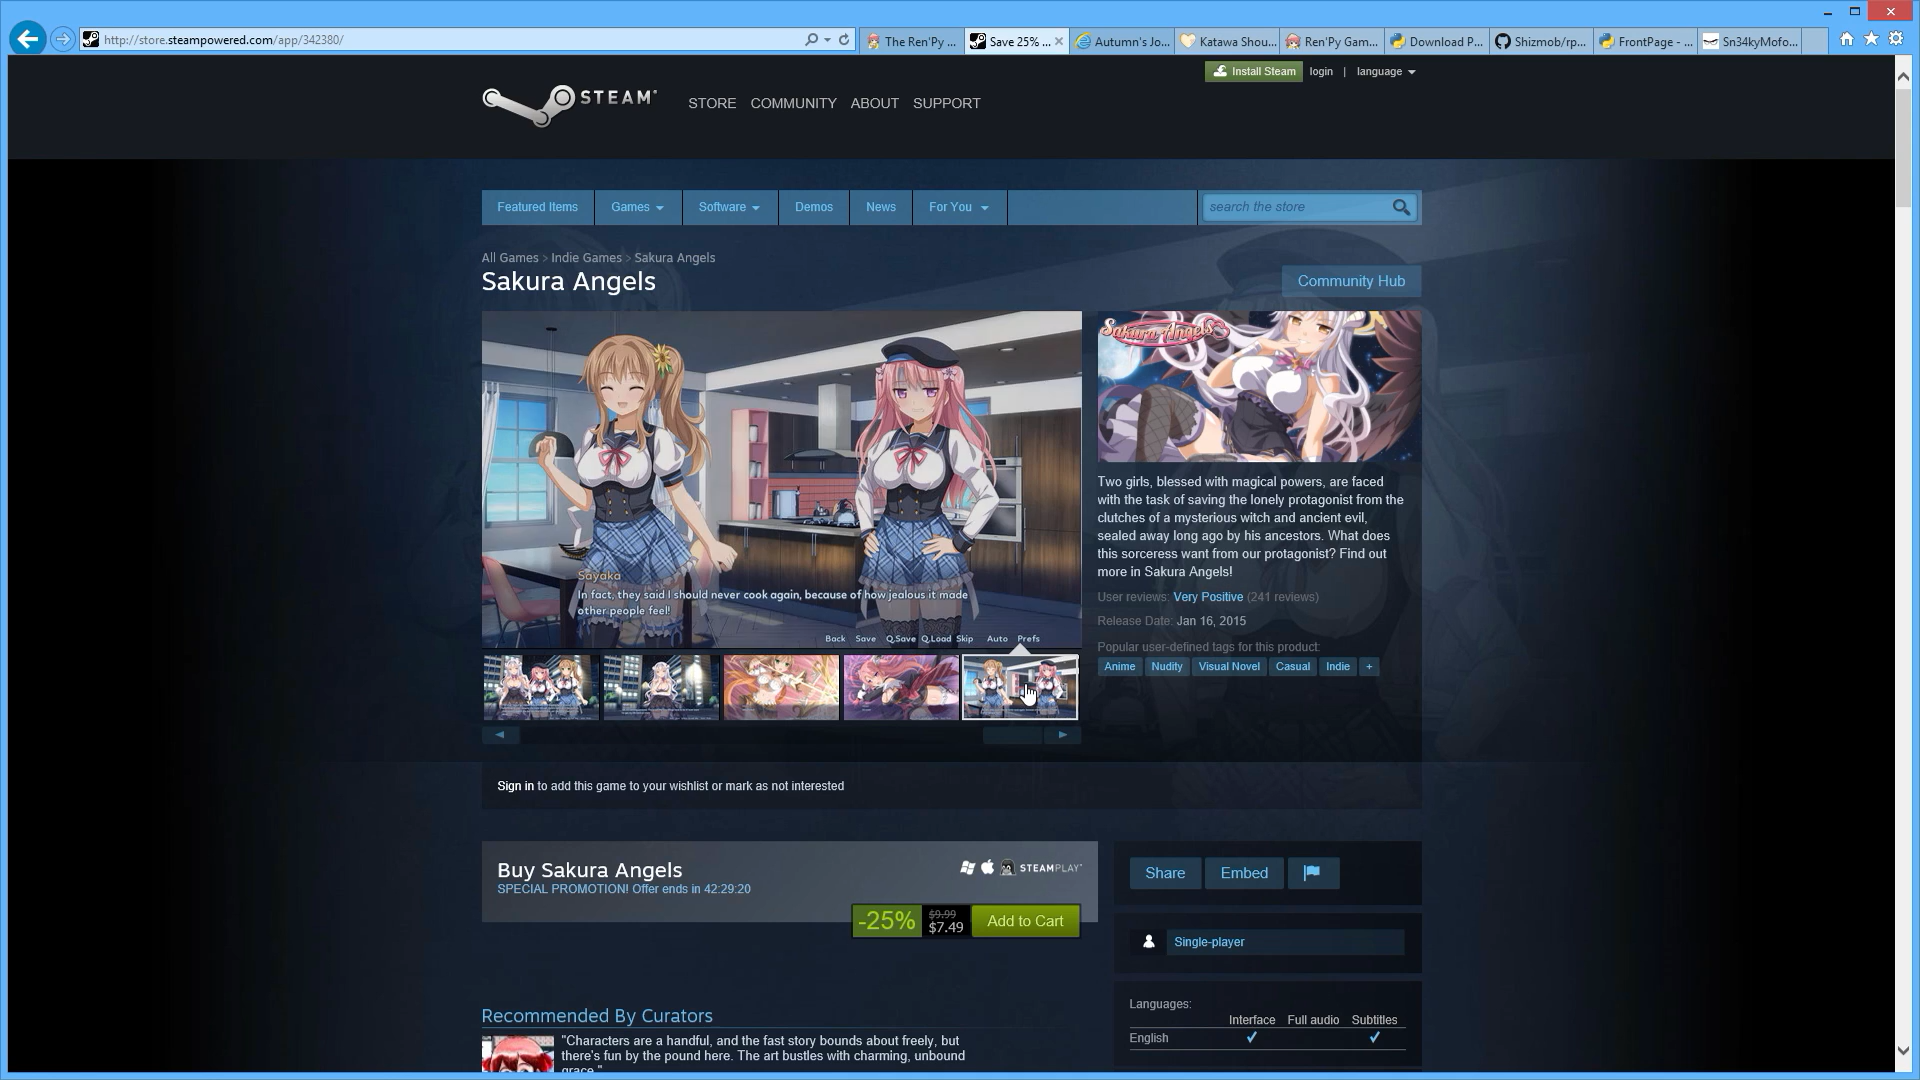 http://store.steampowered.com/app/342380/
The Ren'Py ...
Save 25% ...
Autumn's Jo...
Katawa Shou...
Ren'Py Gam...
Download P...
Shizmob/rp...
FrontPage - ...
Sn34kyMofo...
Install Steam
login | language
STEAM
STORE COMMUNITY ABOUT SUPPORT
Featured Items Games Software Demos News For You
search the store
All Games > Indie Games > Sakura Angels
Sakura Angels
Community Hub
Sakura Angels
Sayaka
In fact, they said I should never cook again, because of how jealous it made
other people feel!
Back Save Q.Save Q.Load Skip Auto Prefs
Two girls, blessed with magical powers, are faced
with the task of saving the lonely protagonist from the
clutches of a mysterious witch and ancient evil,
sealed away long ago by his ancestors. What does
this sorceress want from our protagonist? Find out
more in Sakura Angels!
User reviews: Very Positive (241 reviews)
Release Date: Jan 16, 2015
Popular user-defined tags for this product:
Anime Nudity Visual Novel Casual Indie +
Sign in to add this game to your wishlist or mark as not interested
Buy Sakura Angels
STEAMPLAY
SPECIAL PROMOTION! Offer ends in 42:29:20
-25% $9.99 $7.49 Add to Cart
Share Embed
Single-player
Languages:
Interface Full audio Subtitles
English
Recommended By Curators
"Characters are a handful, and the fast story bounds about freely, but
there's fun by the pound here. The art bustles with charming, unbound
grace."